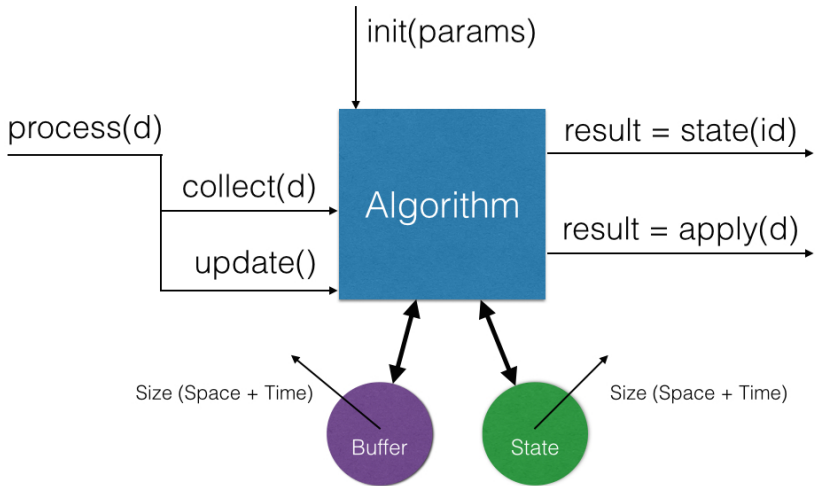 init(params)
process(d)
result = state(id)
collect(d)
Algorithm
result = apply(d)
update()
Size (Space + Time)
Size (Space + Time)
Buffer
State